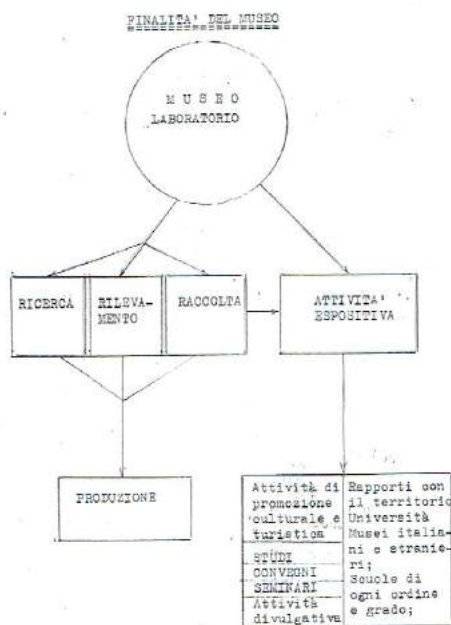 FINALITA' DEL MUSEO
M U S E O
LABORATORIO
RICERCA
RILEVA-
MENTO
RACCOLTA
ATTIVITA'
ESPOSITIVA
PRODUZIONE
Attività di
promozione
culturale e
turistica
STUDI
CONVEGNI
SEMINARI
Attività
divulgativa
Rapporti con
il territorio
Università
Musei italia-
ni e stranie-
ri;
Scuole di
ogni ordine
e grado;